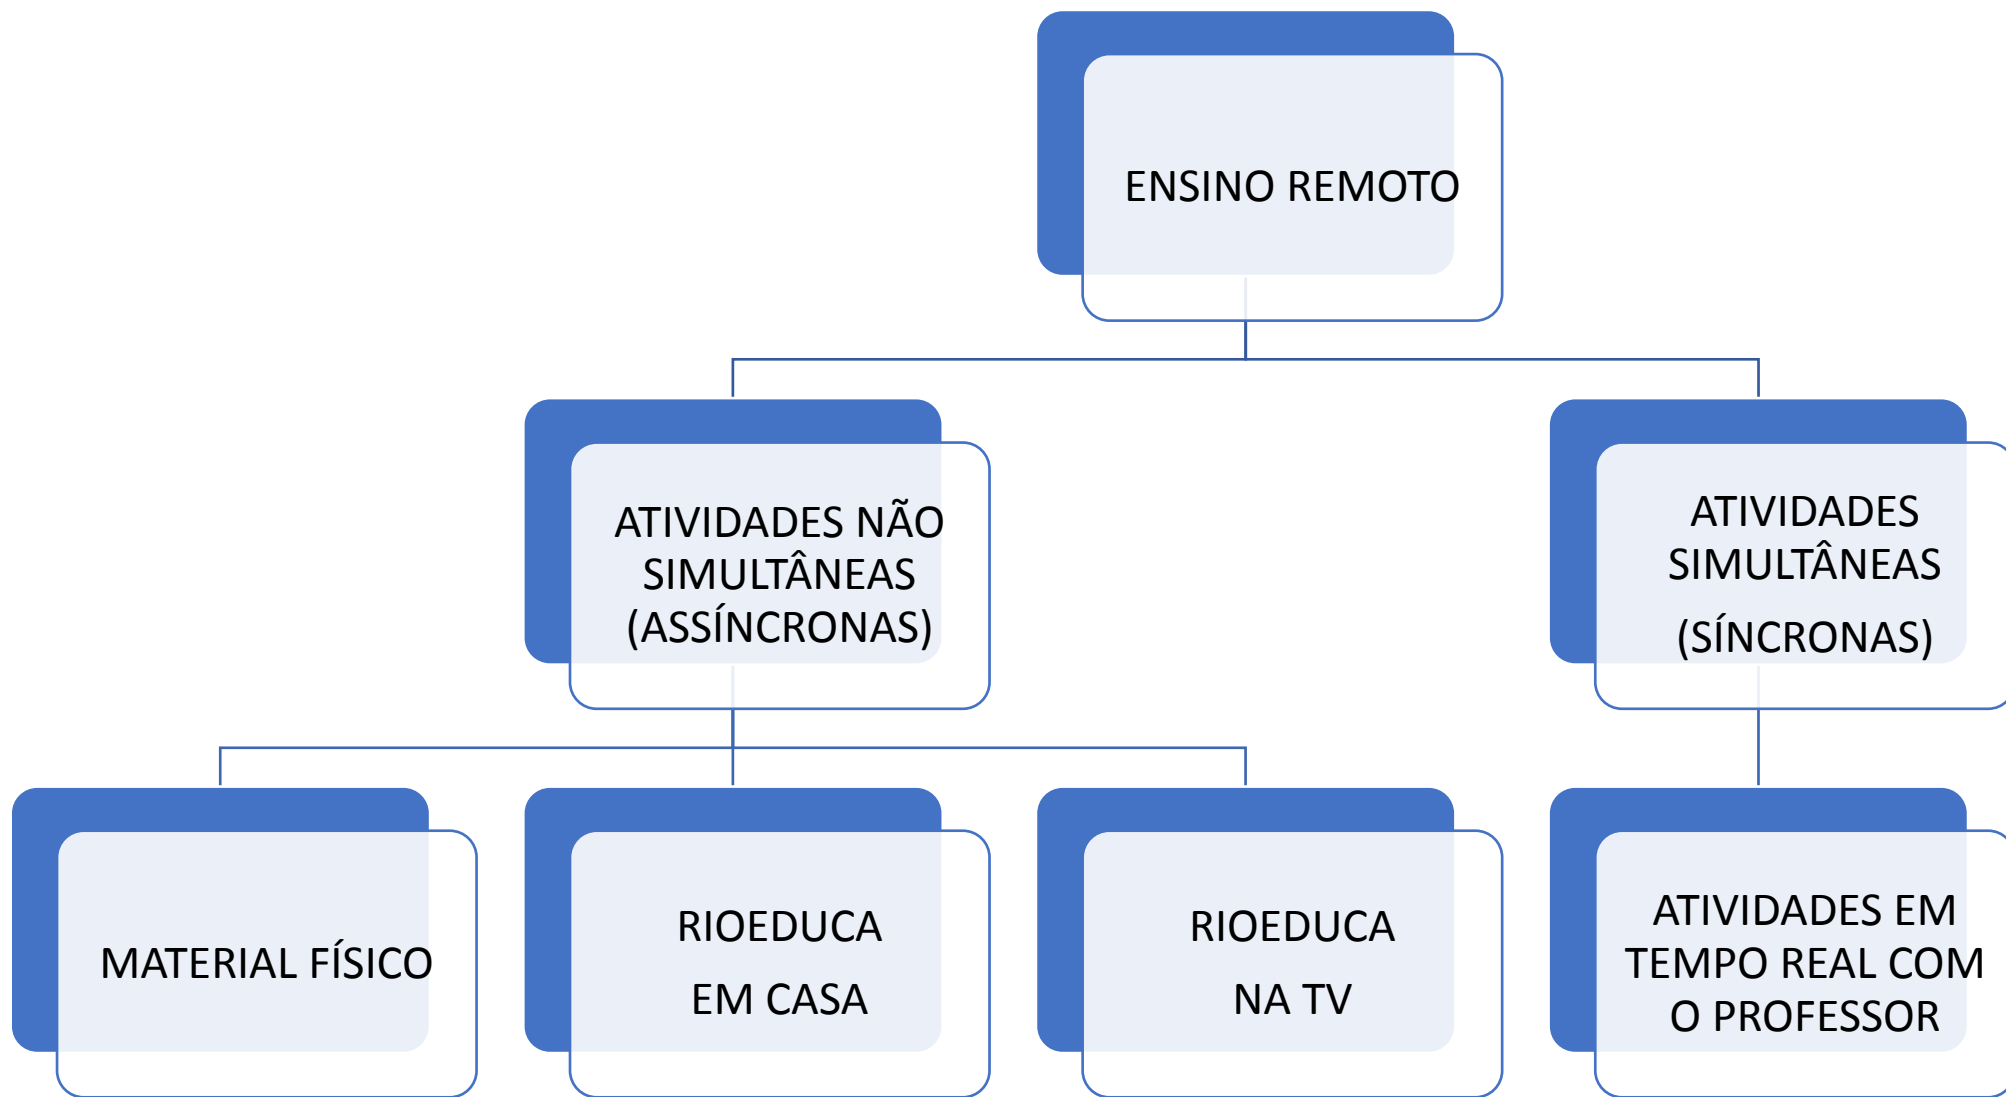 ENSINO REMOTO
ATIVIDADES NÃO
SIMULTÂNEAS
(ASSÍNCRONAS)
ATIVIDADES
SIMULTÂNEAS
(SÍNCRONAS)
MATERIAL FÍSICO
RIOEDUCA
EM CASA
RIOEDUCA
NA TV
ATIVIDADES EM
TEMPO REAL COM
O PROFESSOR